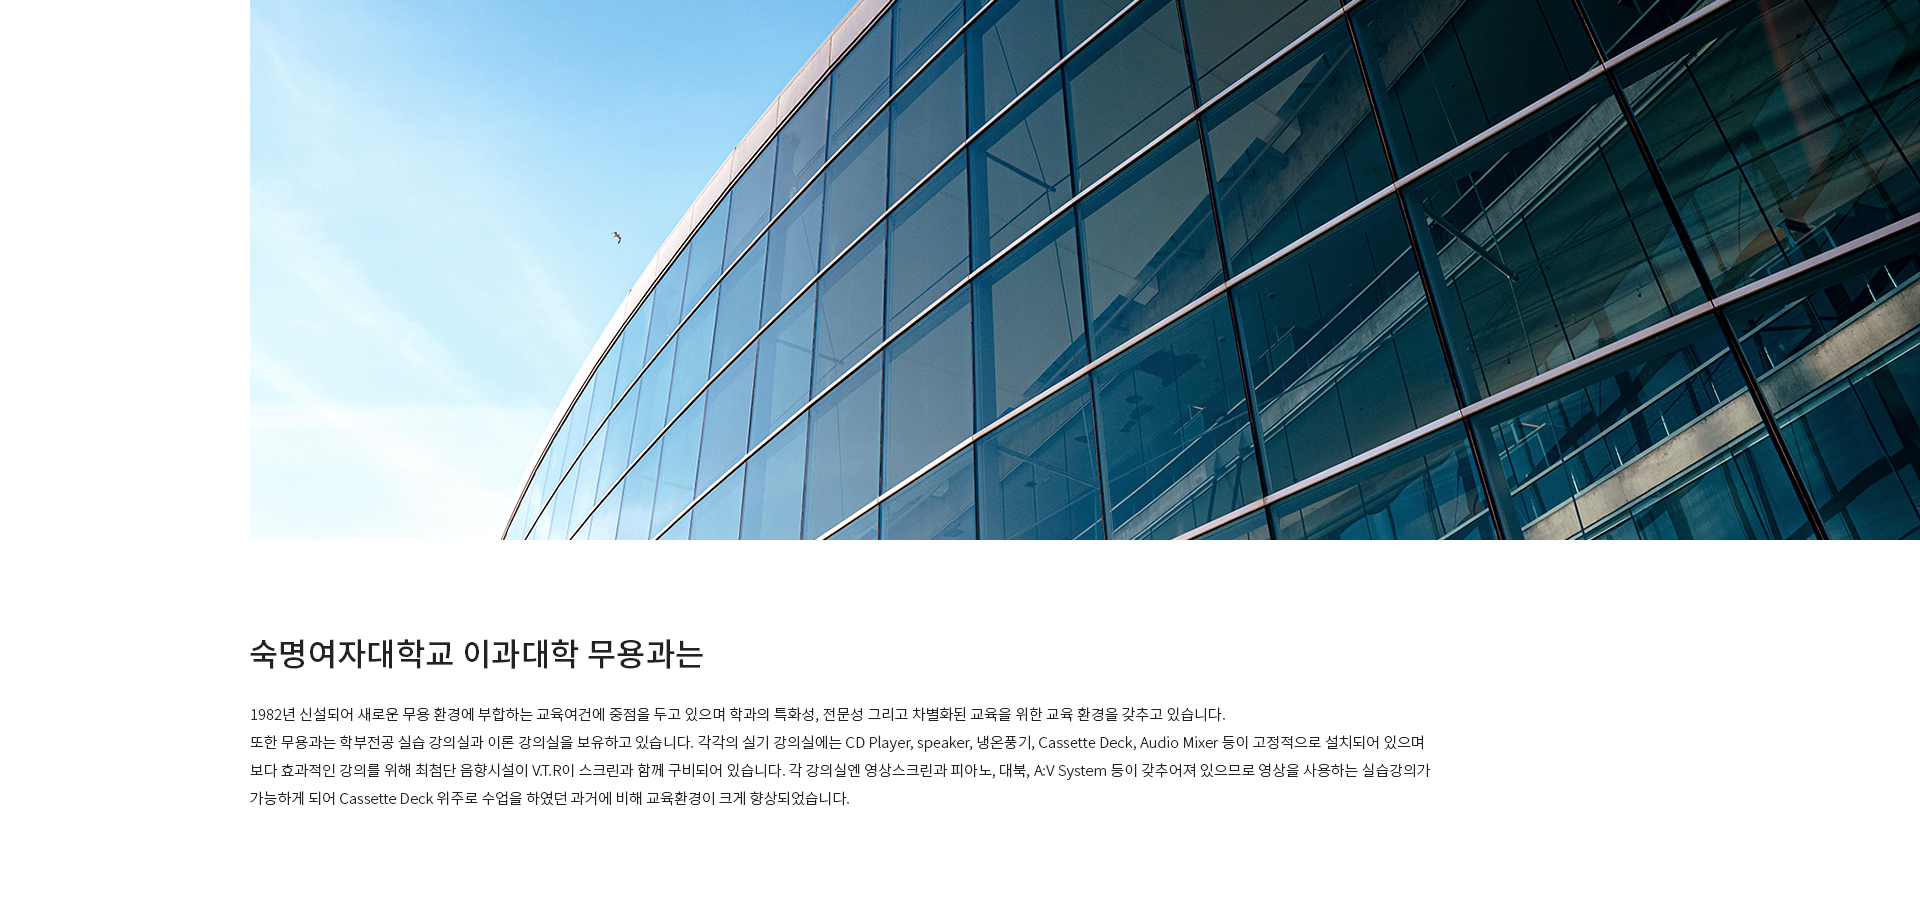 숙명여자대학교 이과대학 무용과는
1982년 신설되어 새로운 무용 환경에 부합하는 교육여건에 중점을 두고 있으며 학과의 특화성, 전문성 그리고 차별화된 교육을 위한 교육 환경을 갖추고 있습니다.
또한 무용과는 학부전공 실습 강의실과 이론 강의실을 보유하고 있습니다. 각각의 실기 강의실에는 CD Player, speaker, 냉온풍기, Cassette Deck, Audio Mixer 등이 고정적으로 설치되어 있으며
보다 효과적인 강의를 위해 최첨단 음향시설이 V.T.R이 스크린과 함께 구비되어 있습니다. 각 강의실엔 영상스크린과 피아노, 대북, A:V System 등이 갖추어져 있으므로 영상을 사용하는 실습강의가
가능하게 되어 Cassette Deck 위주로 수업을 하였던 과거에 비해 교육환경이 크게 향상되었습니다.